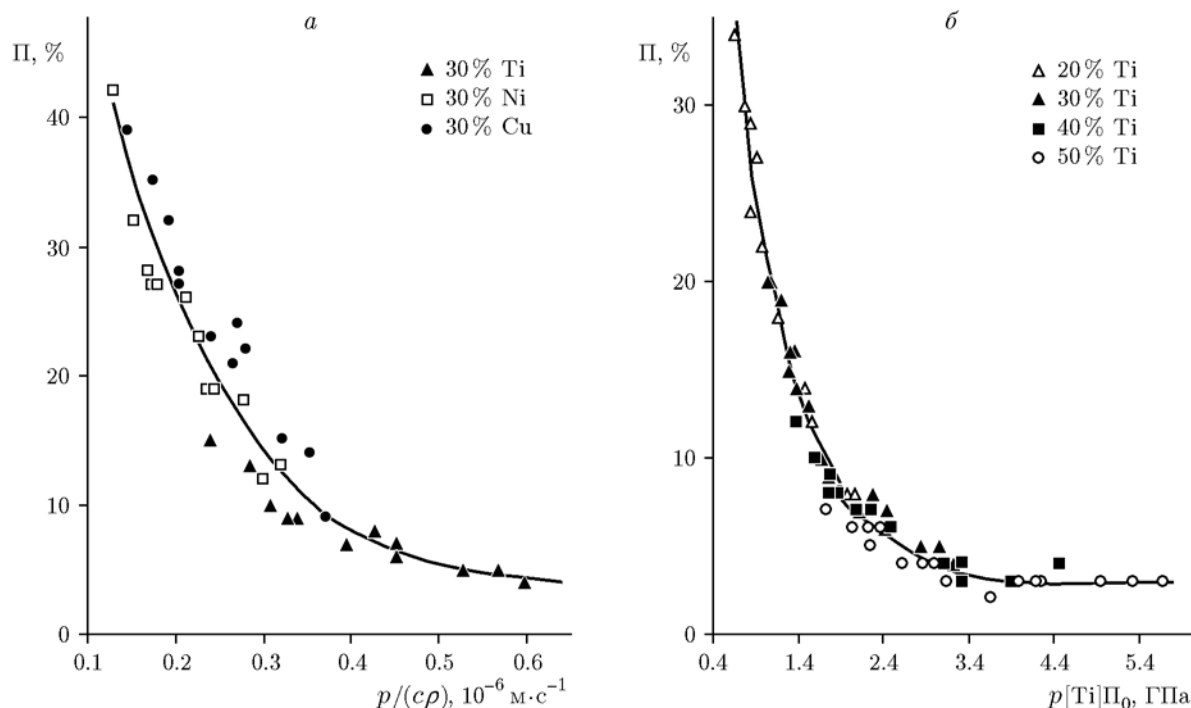 а
П, %
30 % Ti
30 % Ni
30 % Cu
40
30
20
10
0
0.1 0.2 0.3 0.4 0.5 0.6
p/(cρ), 10⁻⁶ м·с⁻¹
б
П, %
20 % Ti
30 % Ti
40 % Ti
50 % Ti
30
20
10
0
0.4 1.4 2.4 3.4 4.4 5.4
p[Ti]П₀, ГПа